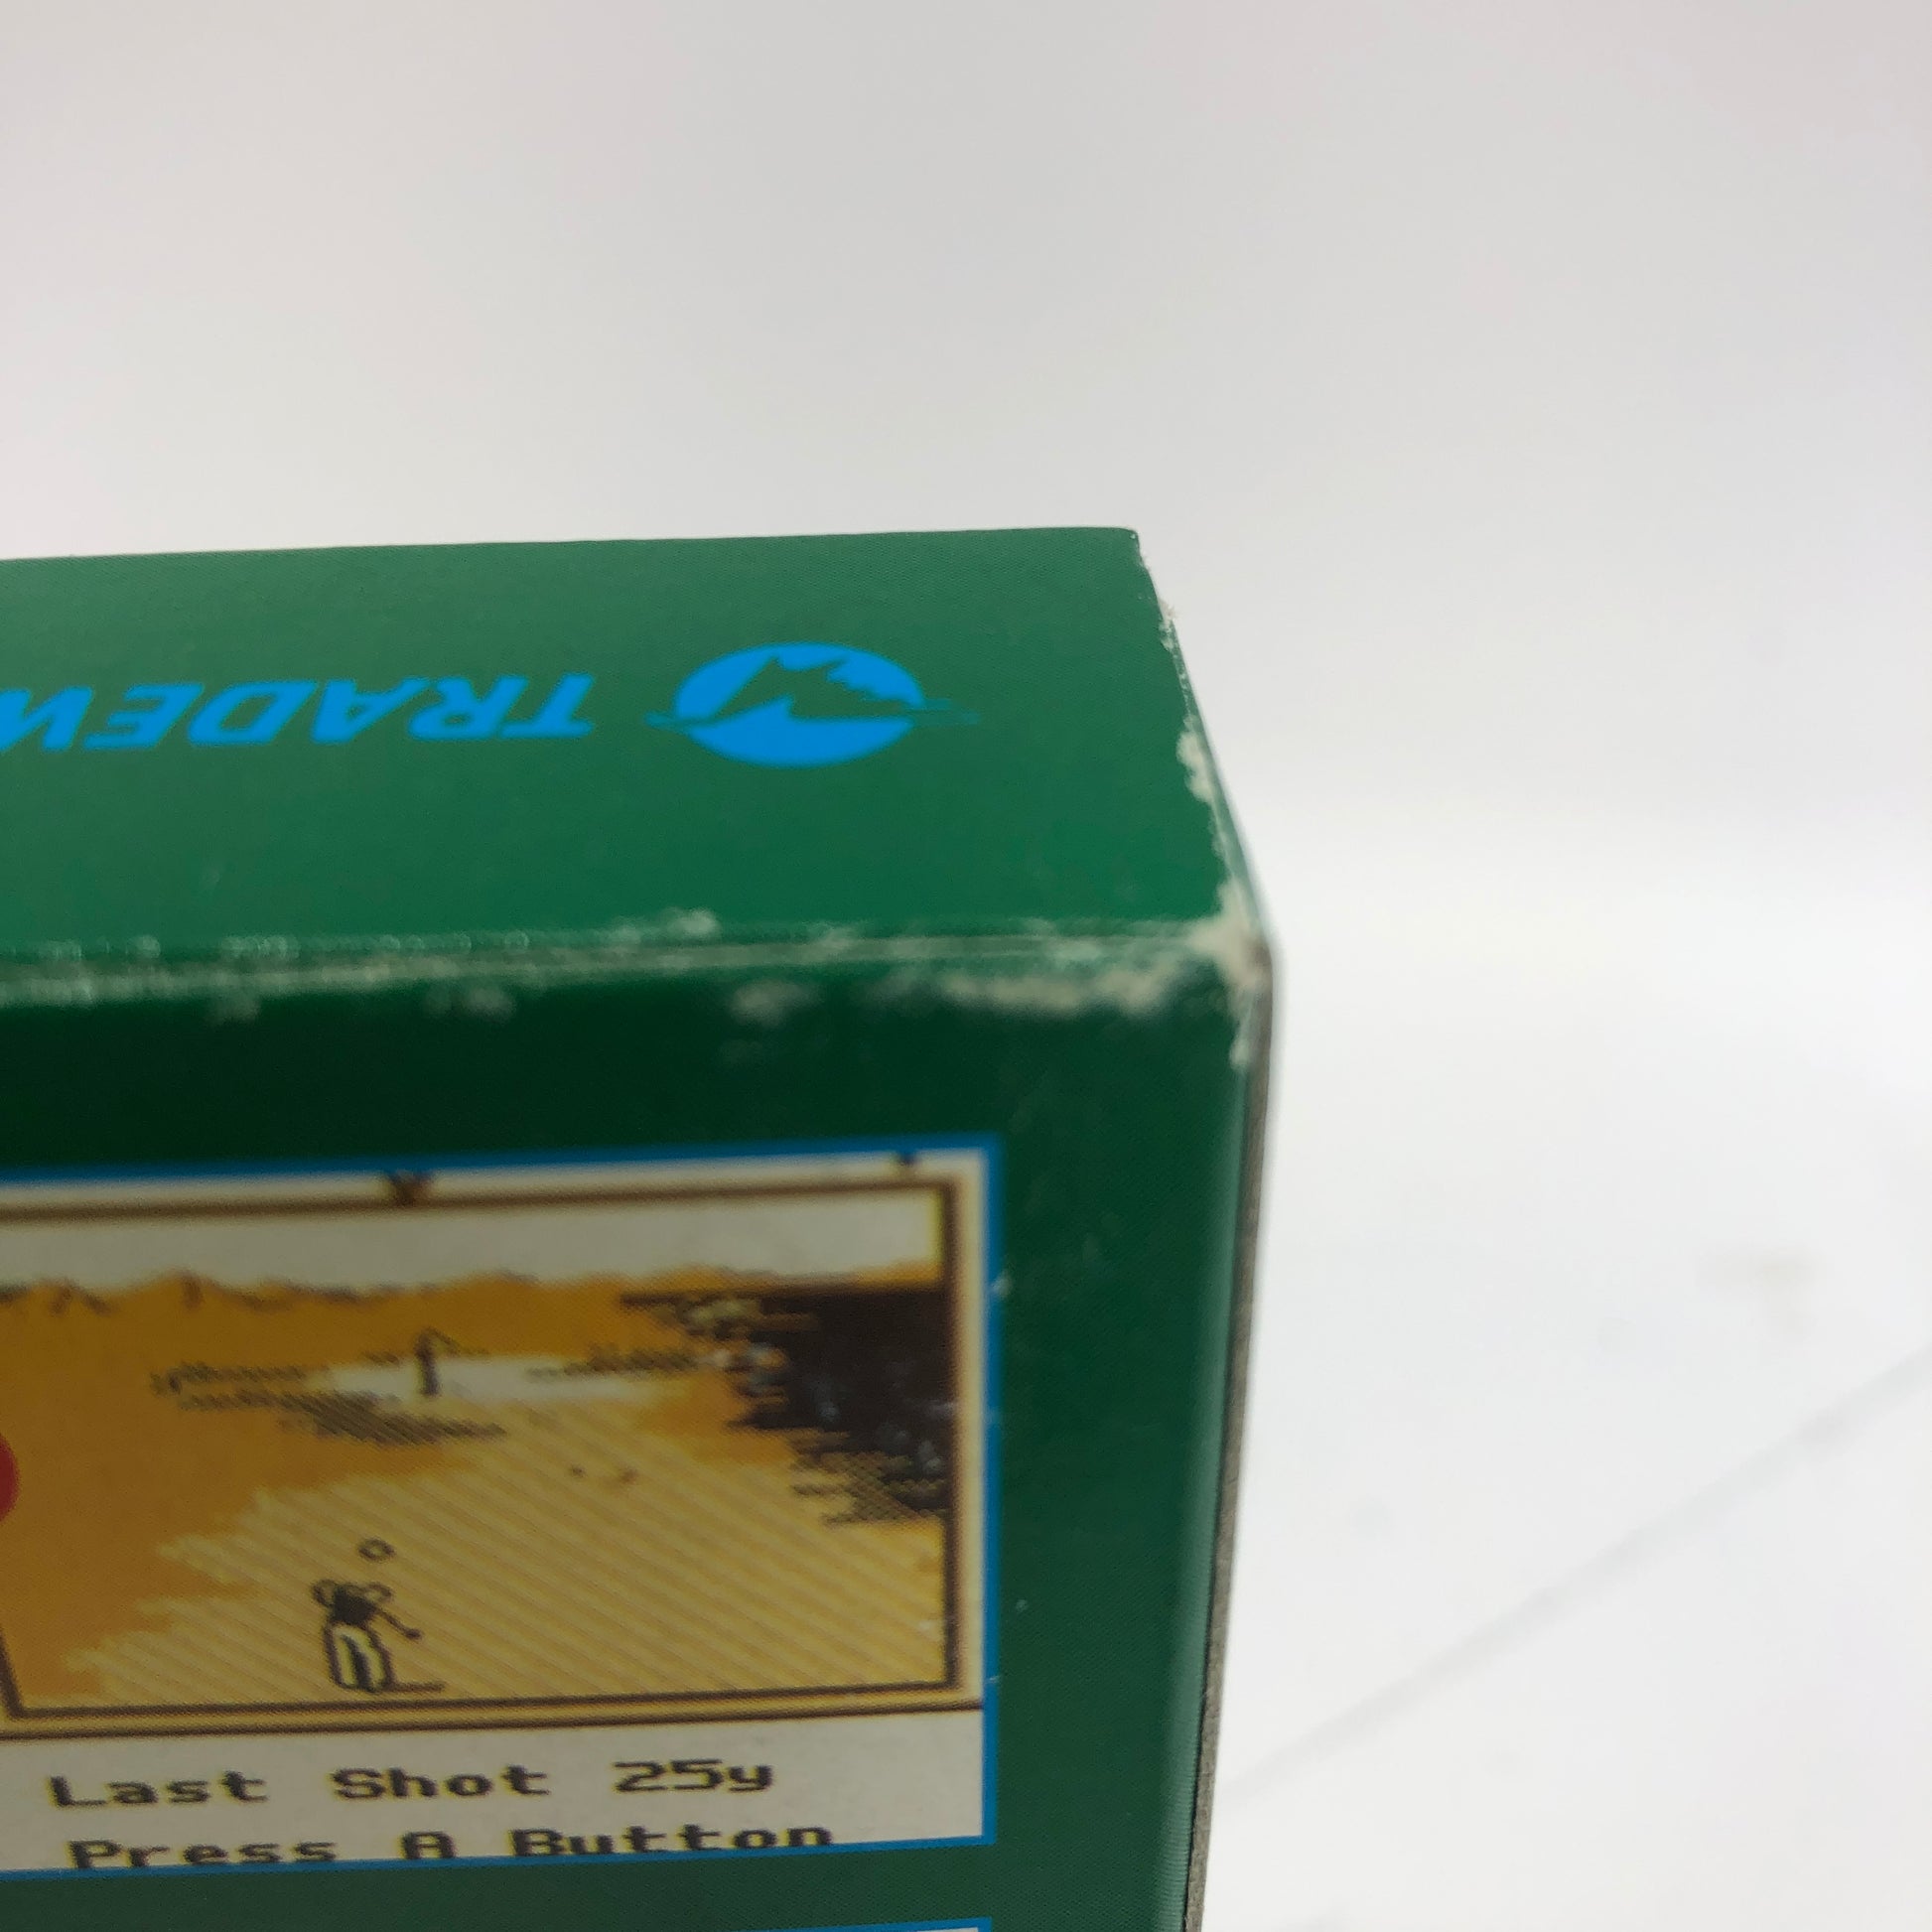 TRADEW
Last Shot 25y
Press A Button